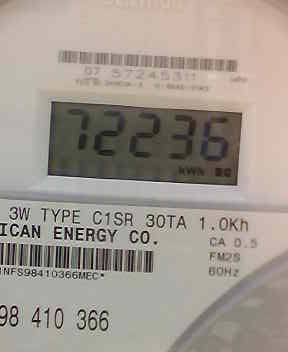 07 57245311
72236
kWh
3W TYPE C1SR 30TA 1.0Kh
ICAN ENERGY CO.
CA 0.5
FM2S
60Hz
1NFS98410366MEC*
98 410 366